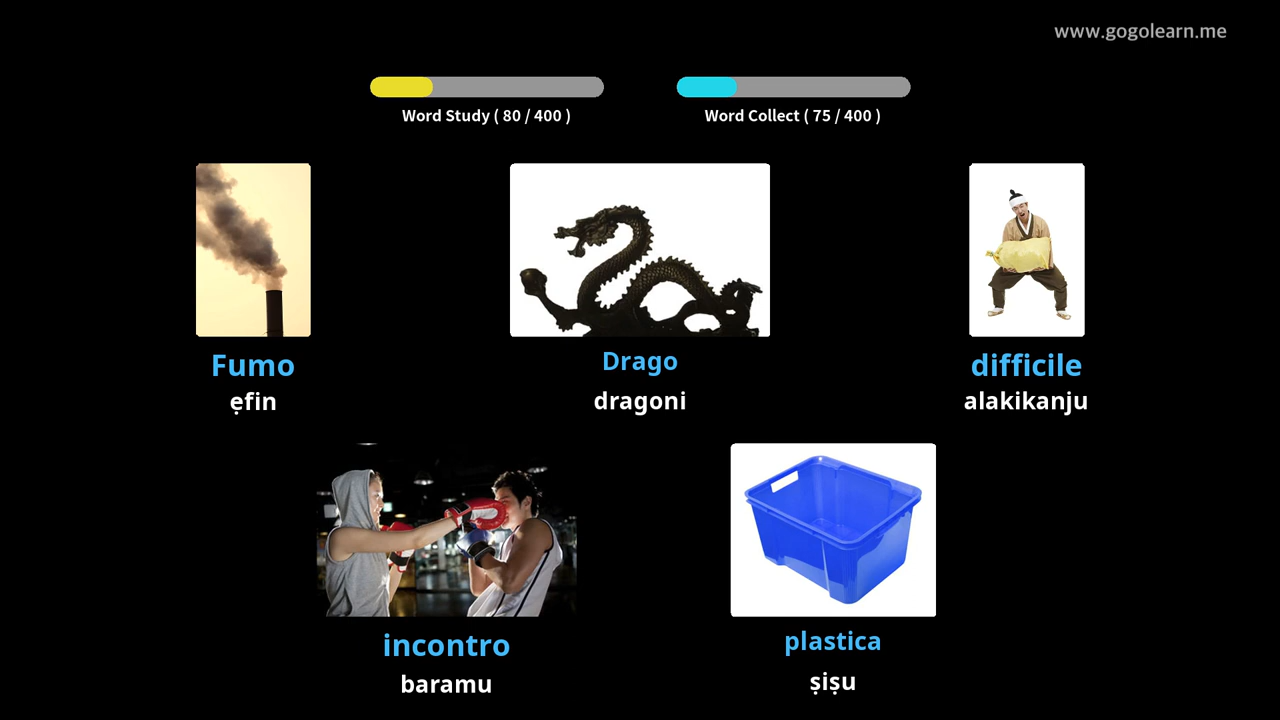 www.gogolearn.me
Word Study ( 80 / 400 )
Word Collect ( 75 / 400 )
Fumo
ẹfin
Drago
dragoni
difficile
alakikanju
incontro
baramu
plastica
ṣiṣu